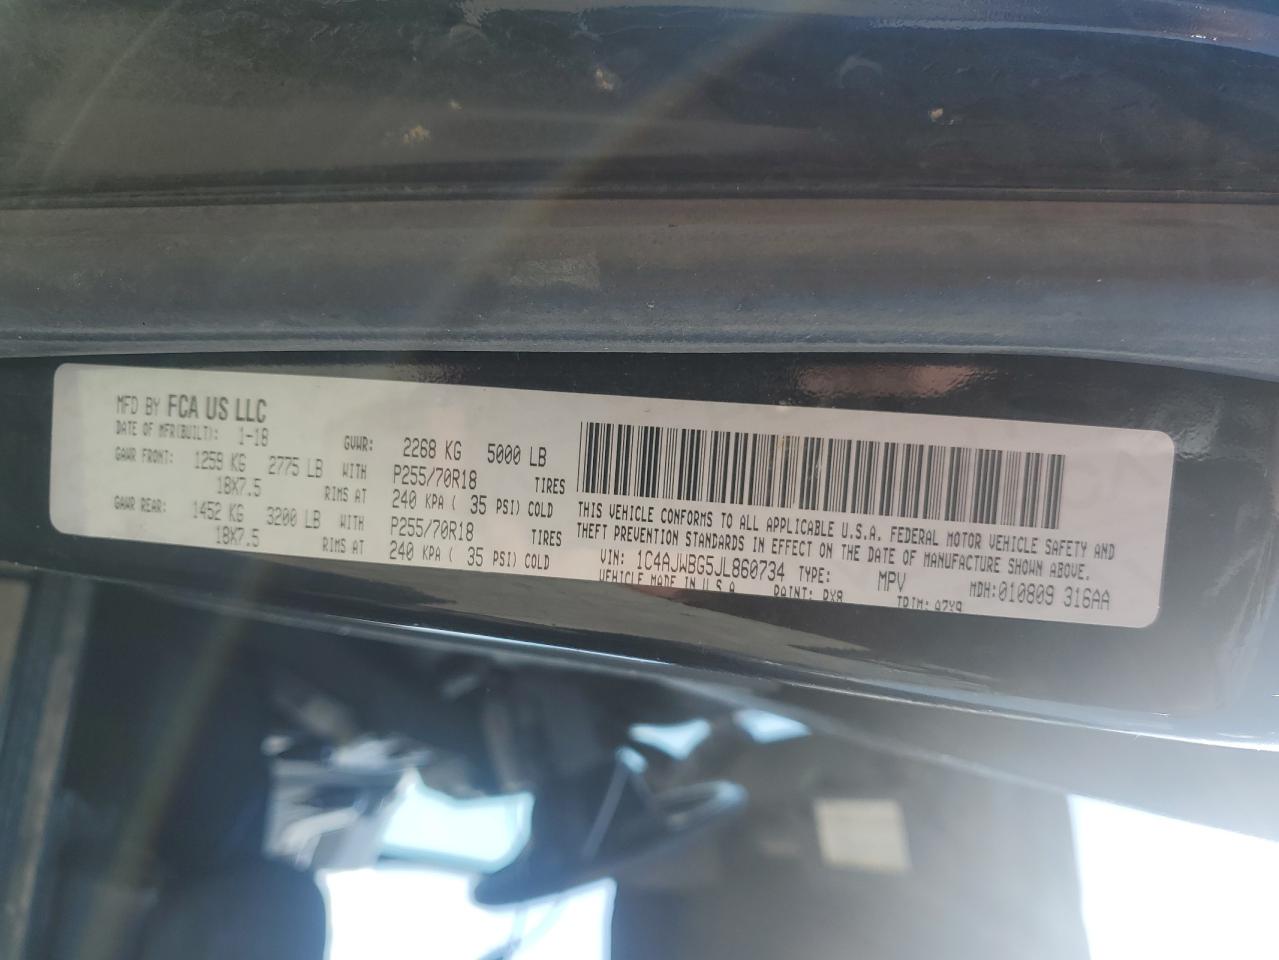 MFD BY FCA US LLC
DATE OF MFR(BUILT): 1-18 GVWR: 2268 KG 5000 LB
GAWR FRONT: 1259 KG 2775 LB WITH P255/70R18 TIRES
18X7.5 RIMS AT 240 KPA ( 35 PSI) COLD
GAWR REAR: 1452 KG 3200 LB WITH P255/70R18 TIRES
18X7.5 RIMS AT 240 KPA ( 35 PSI) COLD
THIS VEHICLE CONFORMS TO ALL APPLICABLE U.S.A. FEDERAL MOTOR VEHICLE SAFETY AND
THEFT PREVENTION STANDARDS IN EFFECT ON THE DATE OF MANUFACTURE SHOWN ABOVE.
VIN: 1C4AJWBG5JL860734 TYPE: MPV MDH:010809 316AA
VEHICLE MADE IN U.S.A. PAINT: PX8 TRIM: